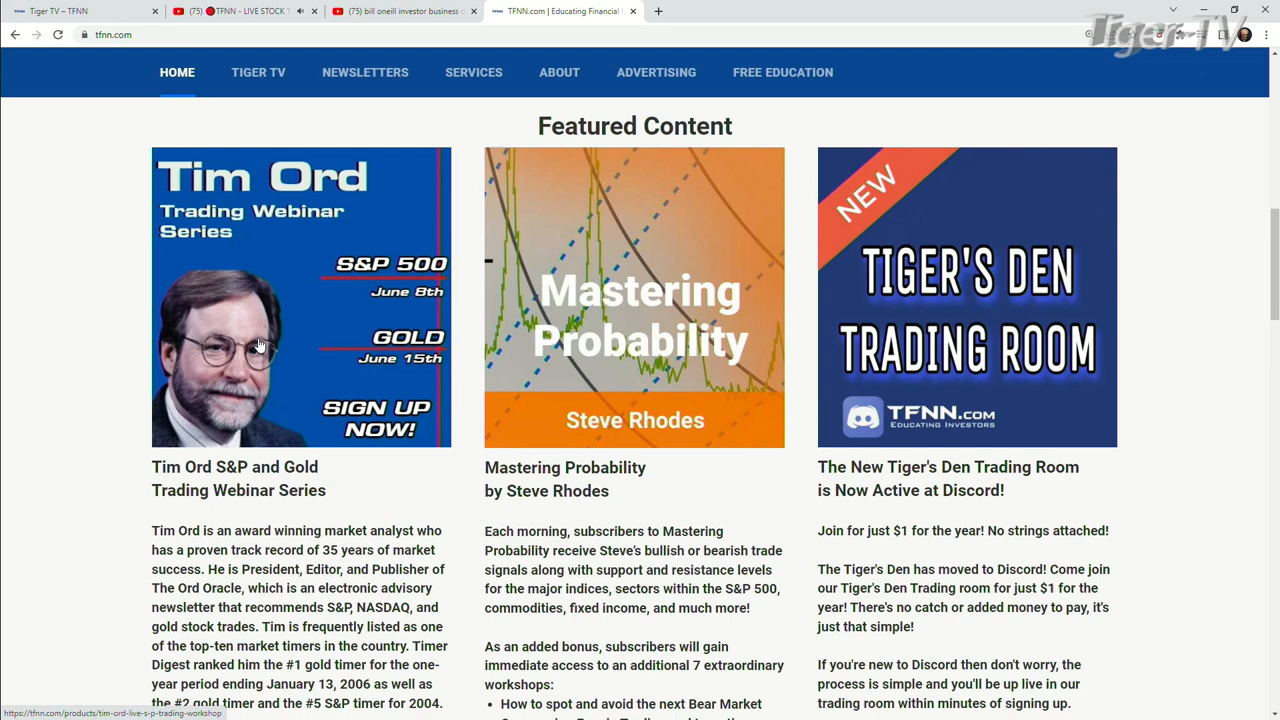 Tiger TV – TFNN
(75) 🔴TFNN - LIVE STOCK T
(75) bill oneill investor business d
TFNN.com | Educating Financial I
Tiger TV
tfnn.com
HOME
TIGER TV
NEWSLETTERS
SERVICES
ABOUT
ADVERTISING
FREE EDUCATION
Featured Content
Tim Ord
Trading Webinar
Series
S&P 500
June 8th
GOLD
June 15th
SIGN UP
NOW!
Tim Ord S&P and Gold
Trading Webinar Series
Tim Ord is an award winning market analyst who
has a proven track record of 35 years of market
success. He is President, Editor, and Publisher of
The Ord Oracle, which is an electronic advisory
newsletter that recommends S&P, NASDAQ, and
gold stock trades. Tim is frequently listed as one
of the top-ten market timers in the country. Timer
Digest ranked him the #1 gold timer for the one-
year period ending January 13, 2006 as well as
the #2 gold timer and the #5 S&P timer for 2004.
Mastering
Probability
Steve Rhodes
Mastering Probability
by Steve Rhodes
Each morning, subscribers to Mastering
Probability receive Steve's bullish or bearish trade
signals along with support and resistance levels
for the major indices, sectors within the S&P 500,
commodities, fixed income, and much more!
As an added bonus, subscribers will gain
immediate access to an additional 7 extraordinary
workshops:
• How to spot and avoid the next Bear Market
NEW
TIGER'S DEN
TRADING ROOM
TFNN.COM
EDUCATING INVESTORS
The New Tiger's Den Trading Room
is Now Active at Discord!
Join for just $1 for the year! No strings attached!
The Tiger's Den has moved to Discord! Come join
our Tiger's Den Trading room for just $1 for the
year! There's no catch or added money to pay, it's
just that simple!
If you're new to Discord then don't worry, the
process is simple and you'll be up live in our
trading room within minutes of signing up.
https://tfnn.com/products/tim-ord-live-s-p-trading-workshop